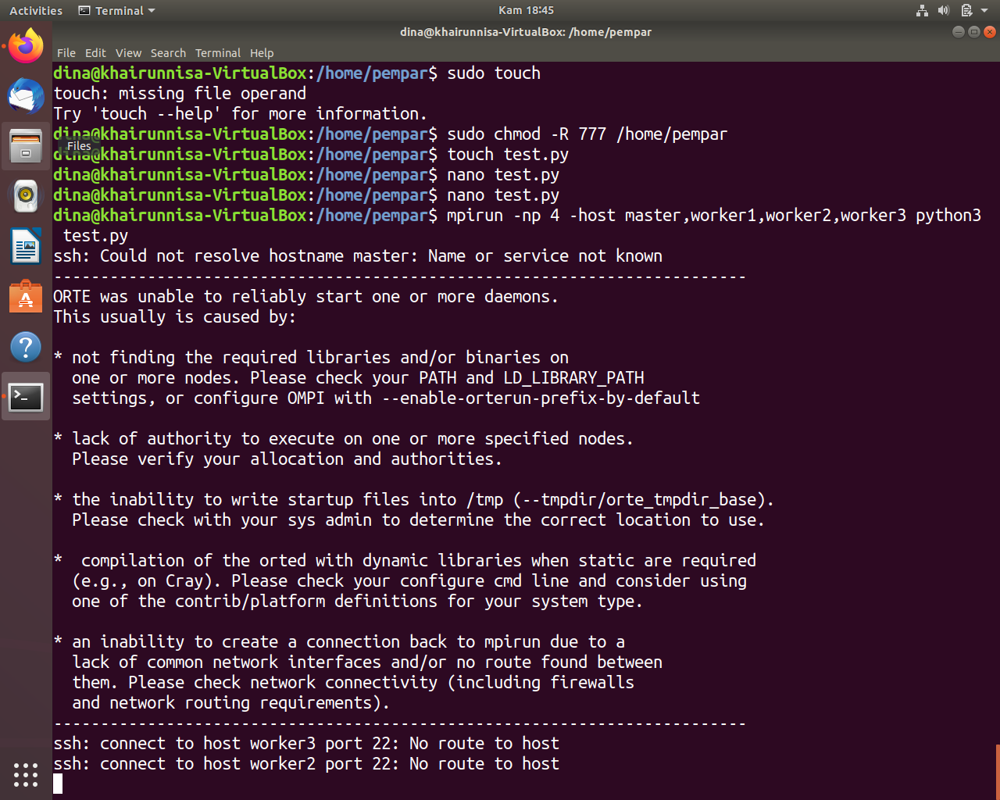 Activities Terminal Kam 18:45
dina@khairunnisa-VirtualBox: /home/pempar
File Edit View Search Terminal Help
dina@khairunnisa-VirtualBox:/home/pempar$ sudo touch
touch: missing file operand
Try 'touch --help' for more information.
dina@khairunnisa-VirtualBox:/home/pempar$ sudo chmod -R 777 /home/pempar
Files
dina@khairunnisa-VirtualBox:/home/pempar$ touch test.py
dina@khairunnisa-VirtualBox:/home/pempar$ nano test.py
dina@khairunnisa-VirtualBox:/home/pempar$ nano test.py
dina@khairunnisa-VirtualBox:/home/pempar$ mpirun -np 4 -host master,worker1,worker2,worker3 python3
test.py
ssh: Could not resolve hostname master: Name or service not known
--------------------------------------------------------------------------
ORTE was unable to reliably start one or more daemons.
This usually is caused by:
* not finding the required libraries and/or binaries on
one or more nodes. Please check your PATH and LD_LIBRARY_PATH
settings, or configure OMPI with --enable-orterun-prefix-by-default
* lack of authority to execute on one or more specified nodes.
Please verify your allocation and authorities.
* the inability to write startup files into /tmp (--tmpdir/orte_tmpdir_base).
Please check with your sys admin to determine the correct location to use.
* compilation of the orted with dynamic libraries when static are required
(e.g., on Cray). Please check your configure cmd line and consider using
one of the contrib/platform definitions for your system type.
* an inability to create a connection back to mpirun due to a
lack of common network interfaces and/or no route found between
them. Please check network connectivity (including firewalls
and network routing requirements).
--------------------------------------------------------------------------
ssh: connect to host worker3 port 22: No route to host
ssh: connect to host worker2 port 22: No route to host